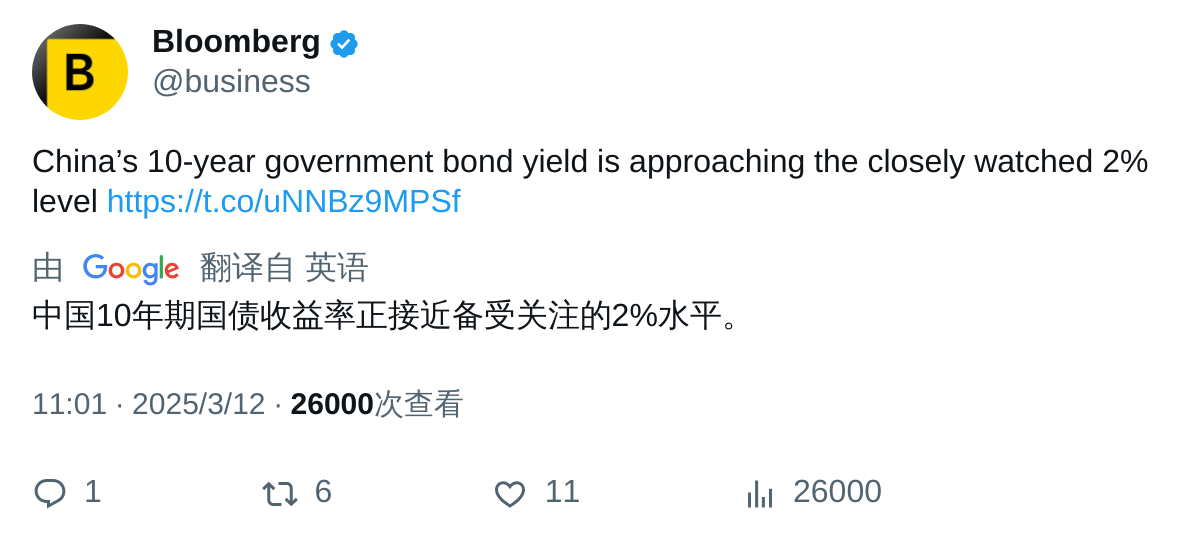 B
Bloomberg
@business
China’s 10-year government bond yield is approaching the closely watched 2%
level https://t.co/uNNBz9MPSf
由 Google 翻译自 英语
中国10年期国债收益率正接近备受关注的2%水平。
11:01 · 2025/3/12 · 26000次查看
1 6 11 26000